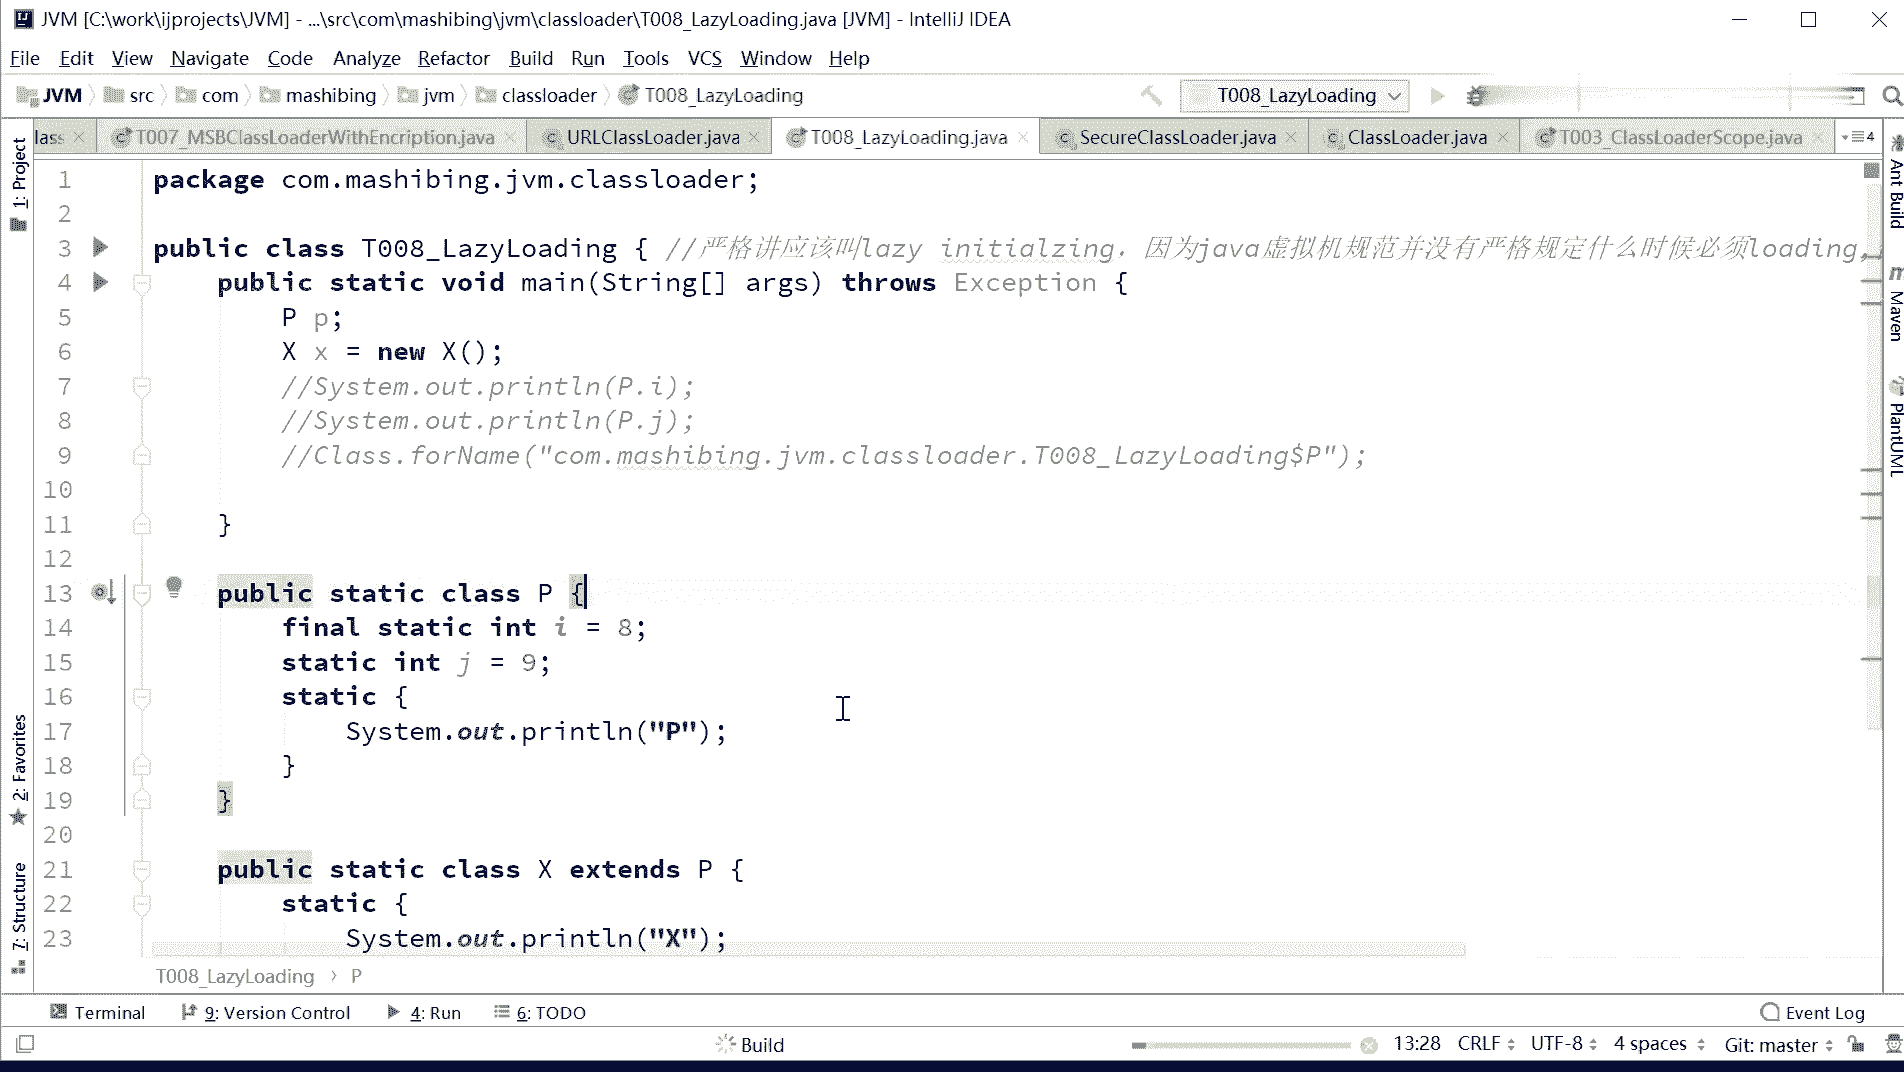 JVM [C:\work\ijprojects\JVM] - ...\src\com\mashibing\jvm\classloader\T008_LazyLoading.java [JVM] - IntelliJ IDEA
File Edit View Navigate Code Analyze Refactor Build Run Tools VCS Window Help
JVM src com mashibing jvm classloader T008_LazyLoading T008_LazyLoading
lass T007_MSBClassLoaderWithEncription.java URLClassLoader.java T008_LazyLoading.java SecureClassLoader.java ClassLoader.java T003_ClassLoaderScope.java 4
1: Project
2: Favorites
7: Structure
Ant Build
Maven
PlantUML
1 package com.mashibing.jvm.classloader;
2
3 public class T008_LazyLoading { //严格讲应该叫lazy initialzing，因为java虚拟机规范并没有严格规定什么时候必须loading,
4 public static void main(String[] args) throws Exception {
5 P p;
6 X x = new X();
7 //System.out.println(P.i);
8 //System.out.println(P.j);
9 //Class.forName("com.mashibing.jvm.classloader.T008_LazyLoading$P");
10
11 }
12
13 public static class P {
14 final static int i = 8;
15 static int j = 9;
16 static {
17 System.out.println("P");
18 }
19 }
20
21 public static class X extends P {
22 static {
23 System.out.println("X");
T008_LazyLoading › P
Terminal 9: Version Control 4: Run 6: TODO Event Log
Build 13:28 CRLF UTF-8 4 spaces Git: master